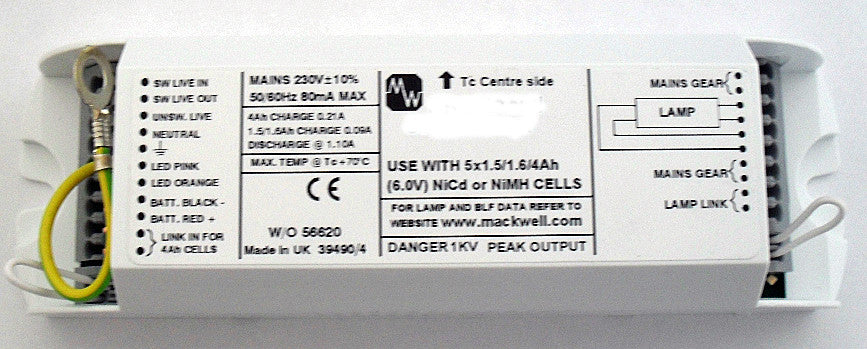 SW LIVE IN
SW LIVE OUT
UNSW. LIVE
NEUTRAL
LED PINK
LED ORANGE
BATT. BLACK -
BATT. RED +
LINK IN FOR
4Ah CELLS
MAINS 230V±10%
50/60Hz 80mA MAX
4Ah CHARGE 0.21A
1.5/1.6Ah CHARGE 0.09A
DISCHARGE @ 1.10A
MAX. TEMP @ Tc +70°C
CE
W/O 56620
Made in UK 39490/4
MW
Tc Centre side
USE WITH 5x1.5/1.6/4Ah
(6.0V) NiCd or NiMH CELLS
FOR LAMP AND BLF DATA REFER TO
WEBSITE www.mackwell.com
DANGER 1KV PEAK OUTPUT
MAINS GEAR
LAMP
MAINS GEAR
LAMP LINK